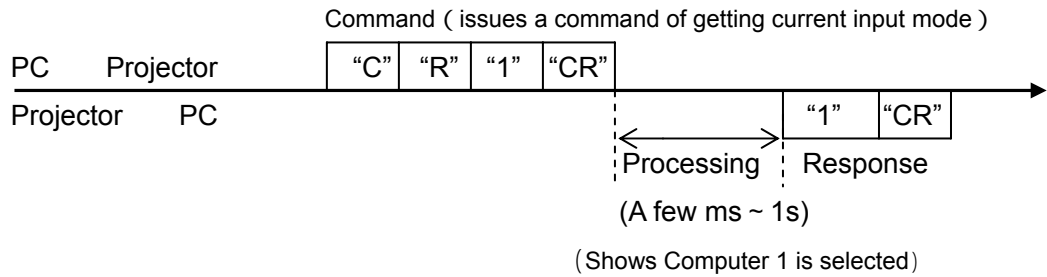 Command ( issues a command of getting current input mode )
PC Projector “C” “R” “1” “CR”
Projector PC “1” “CR”
Processing Response
(A few ms ~ 1s)
(Shows Computer 1 is selected)